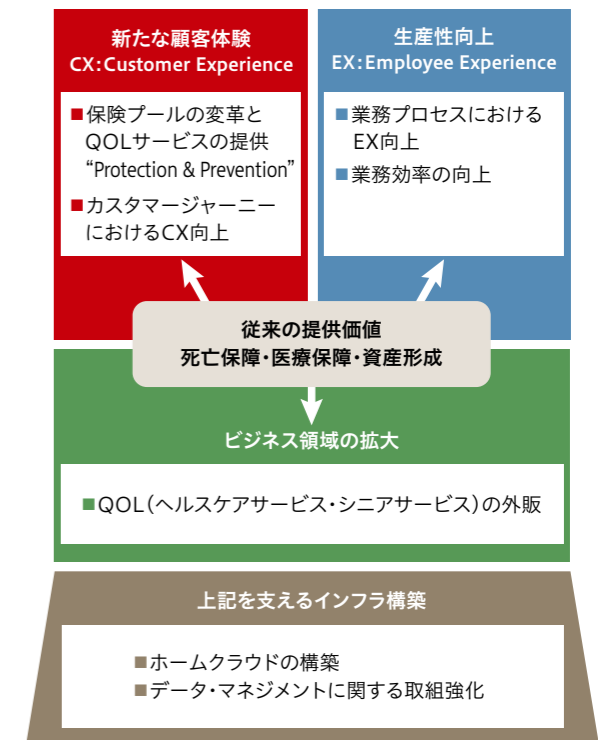 新たな顧客体験
CX:Customer Experience
■保険プールの変革と
QOLサービスの提供
“Protection & Prevention”
■カスタマージャーニー
におけるCX向上
生産性向上
EX:Employee Experience
■業務プロセスにおける
EX向上
■業務効率の向上
従来の提供価値
死亡保障・医療保障・資産形成
ビジネス領域の拡大
■QOL(ヘルスケアサービス・シニアサービス)の外販
上記を支えるインフラ構築
■ホームクラウドの構築
■データ・マネジメントに関する取組強化